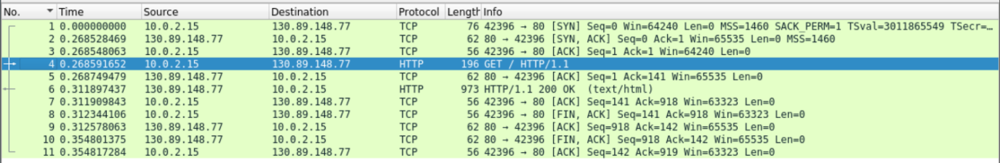 No. Time Source Destination Protocol Length Info
1 0.000000000 10.0.2.15 130.89.148.77 TCP 76 42396 → 80 [SYN] Seq=0 Win=64240 Len=0 MSS=1460 SACK_PERM=1 TSval=3011865549 TSecr=…
2 0.268528469 130.89.148.77 10.0.2.15 TCP 62 80 → 42396 [SYN, ACK] Seq=0 Ack=1 Win=65535 Len=0 MSS=1460
3 0.268548063 10.0.2.15 130.89.148.77 TCP 56 42396 → 80 [ACK] Seq=1 Ack=1 Win=64240 Len=0
4 0.268591652 10.0.2.15 130.89.148.77 HTTP 196 GET / HTTP/1.1
5 0.268749479 130.89.148.77 10.0.2.15 TCP 62 80 → 42396 [ACK] Seq=1 Ack=141 Win=65535 Len=0
6 0.311897437 130.89.148.77 10.0.2.15 HTTP 973 HTTP/1.1 200 OK (text/html)
7 0.311909843 10.0.2.15 130.89.148.77 TCP 56 42396 → 80 [ACK] Seq=141 Ack=918 Win=63323 Len=0
8 0.312344106 10.0.2.15 130.89.148.77 TCP 56 42396 → 80 [FIN, ACK] Seq=141 Ack=918 Win=63323 Len=0
9 0.312578063 130.89.148.77 10.0.2.15 TCP 62 80 → 42396 [ACK] Seq=918 Ack=142 Win=65535 Len=0
10 0.354801375 130.89.148.77 10.0.2.15 TCP 62 80 → 42396 [FIN, ACK] Seq=918 Ack=142 Win=65535 Len=0
11 0.354817284 10.0.2.15 130.89.148.77 TCP 56 42396 → 80 [ACK] Seq=142 Ack=919 Win=63323 Len=0